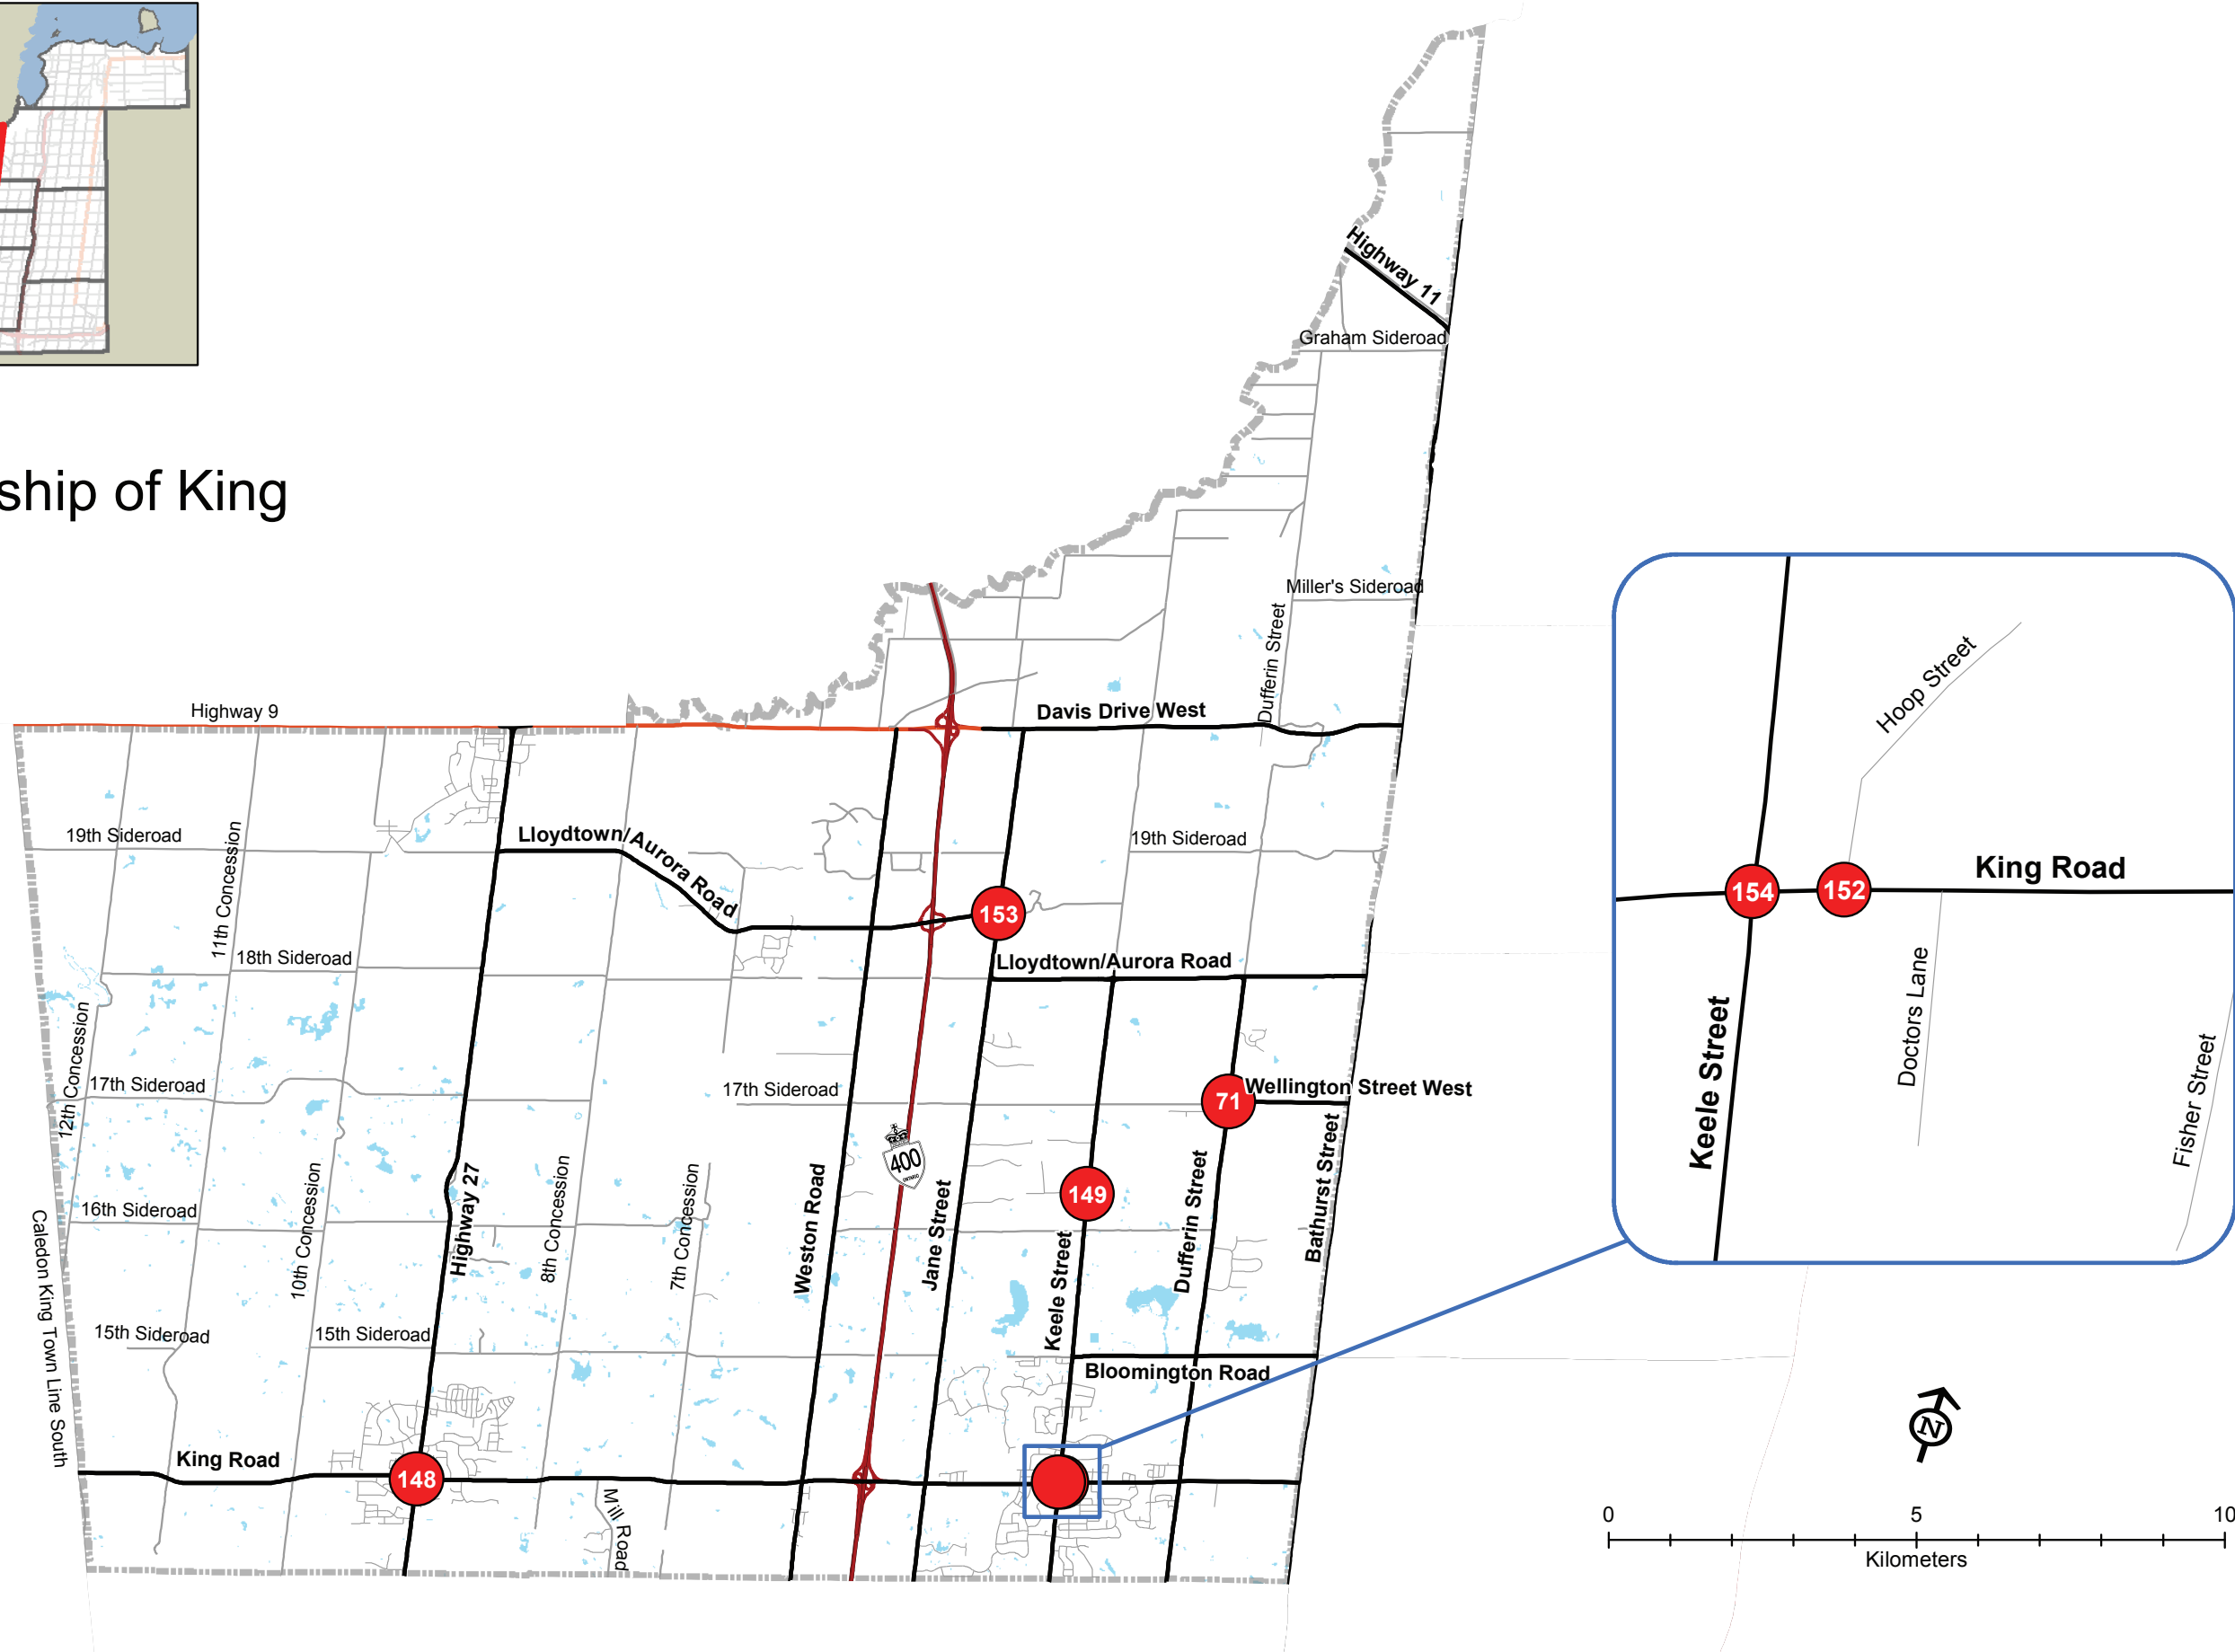 ship of King
Highway 11
Graham Sideroad
Miller's Sideroad
Dufferin Street
Highway 9
Davis Drive West
19th Sideroad
11th Concession
Lloydtown/Aurora Road
19th Sideroad
153
18th Sideroad
Lloydtown/Aurora Road
12th Concession
17th Sideroad
17th Sideroad
71
Wellington Street West
400
ONTARIO
149
16th Sideroad
10th Concession
Highway 27
8th Concession
7th Concession
Weston Road
Jane Street
Keele Street
Dufferin Street
Bathurst Street
Caledon King Town Line South
15th Sideroad
15th Sideroad
Bloomington Road
King Road
148
Mill Road
Hoop Street
King Road
154
152
Keele Street
Doctors Lane
Fisher Street
N
0
5
10
Kilometers